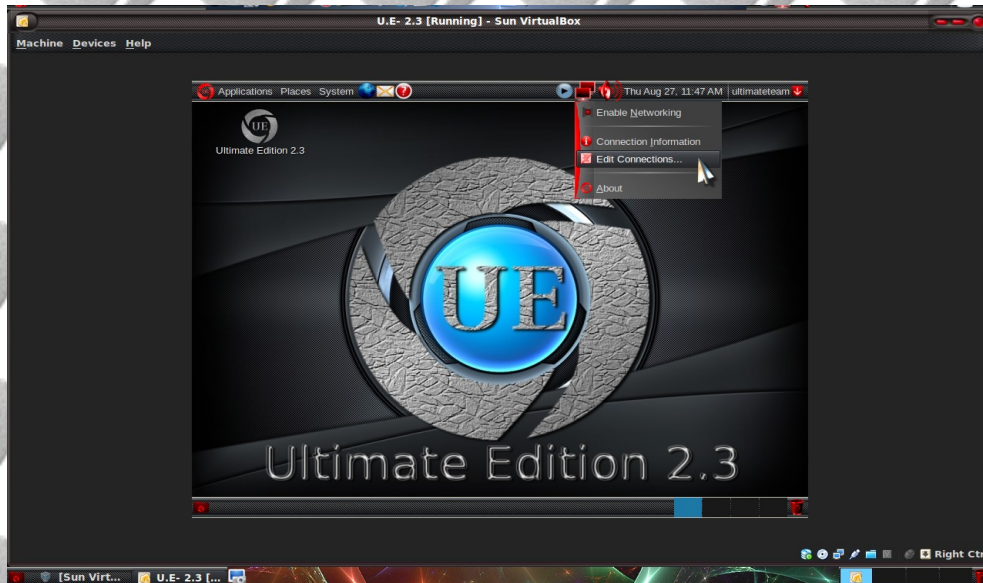 U.E- 2.3 [Running] - Sun VirtualBox
Machine Devices Help
Applications Places System
Thu Aug 27, 11:47 AM
ultimateteam
Enable Networking
UE
Ultimate Edition 2.3
Connection Information
Edit Connections...
About
UE
Ultimate Edition 2.3
Right Ctr
[Sun Virt...
U.E- 2.3 [...